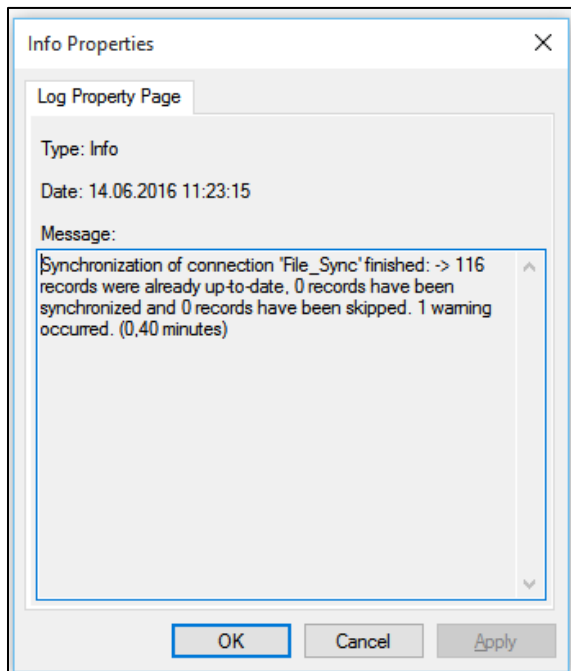 Info Properties
Log Property Page
Type: Info
Date: 14.06.2016 11:23:15
Message:
Synchronization of connection 'File_Sync' finished: -> 116
records were already up-to-date, 0 records have been
synchronized and 0 records have been skipped. 1 warning
occurred. (0,40 minutes)
OK Cancel Apply